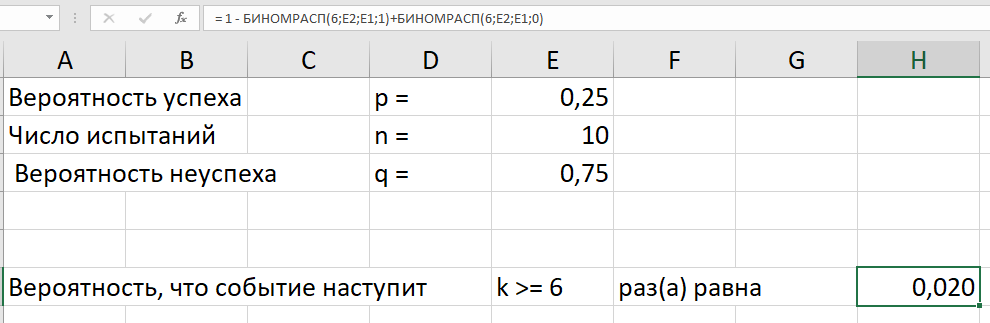 fx = 1 - БИНОМРАСП(6;E2;E1;1)+БИНОМРАСП(6;E2;E1;0)
A B C D E F G H
Вероятность успеха p = 0,25
Число испытаний n = 10
Вероятность неуспеха q = 0,75
Вероятность, что событие наступит k >= 6 раз(а) равна 0,020